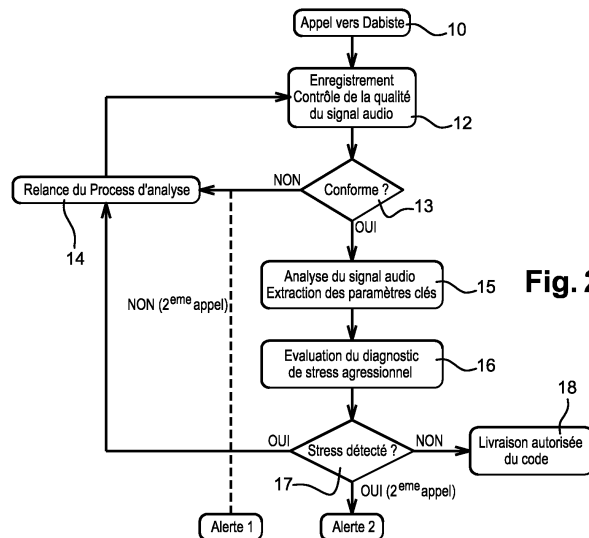 Appel vers Dabiste
10
Enregistrement
Contrôle de la qualité
du signal audio
12
NON
Conforme ?
13
Relance du Process d'analyse
14
OUI
Analyse du signal audio
Extraction des paramètres clés
15
Fig. 2
NON (2eme appel)
Evaluation du diagnostic
de stress agressionnel
16
18
OUI
Stress détecté ?
NON
Livraison autorisée
du code
17
OUI (2eme appel)
Alerte 1
Alerte 2